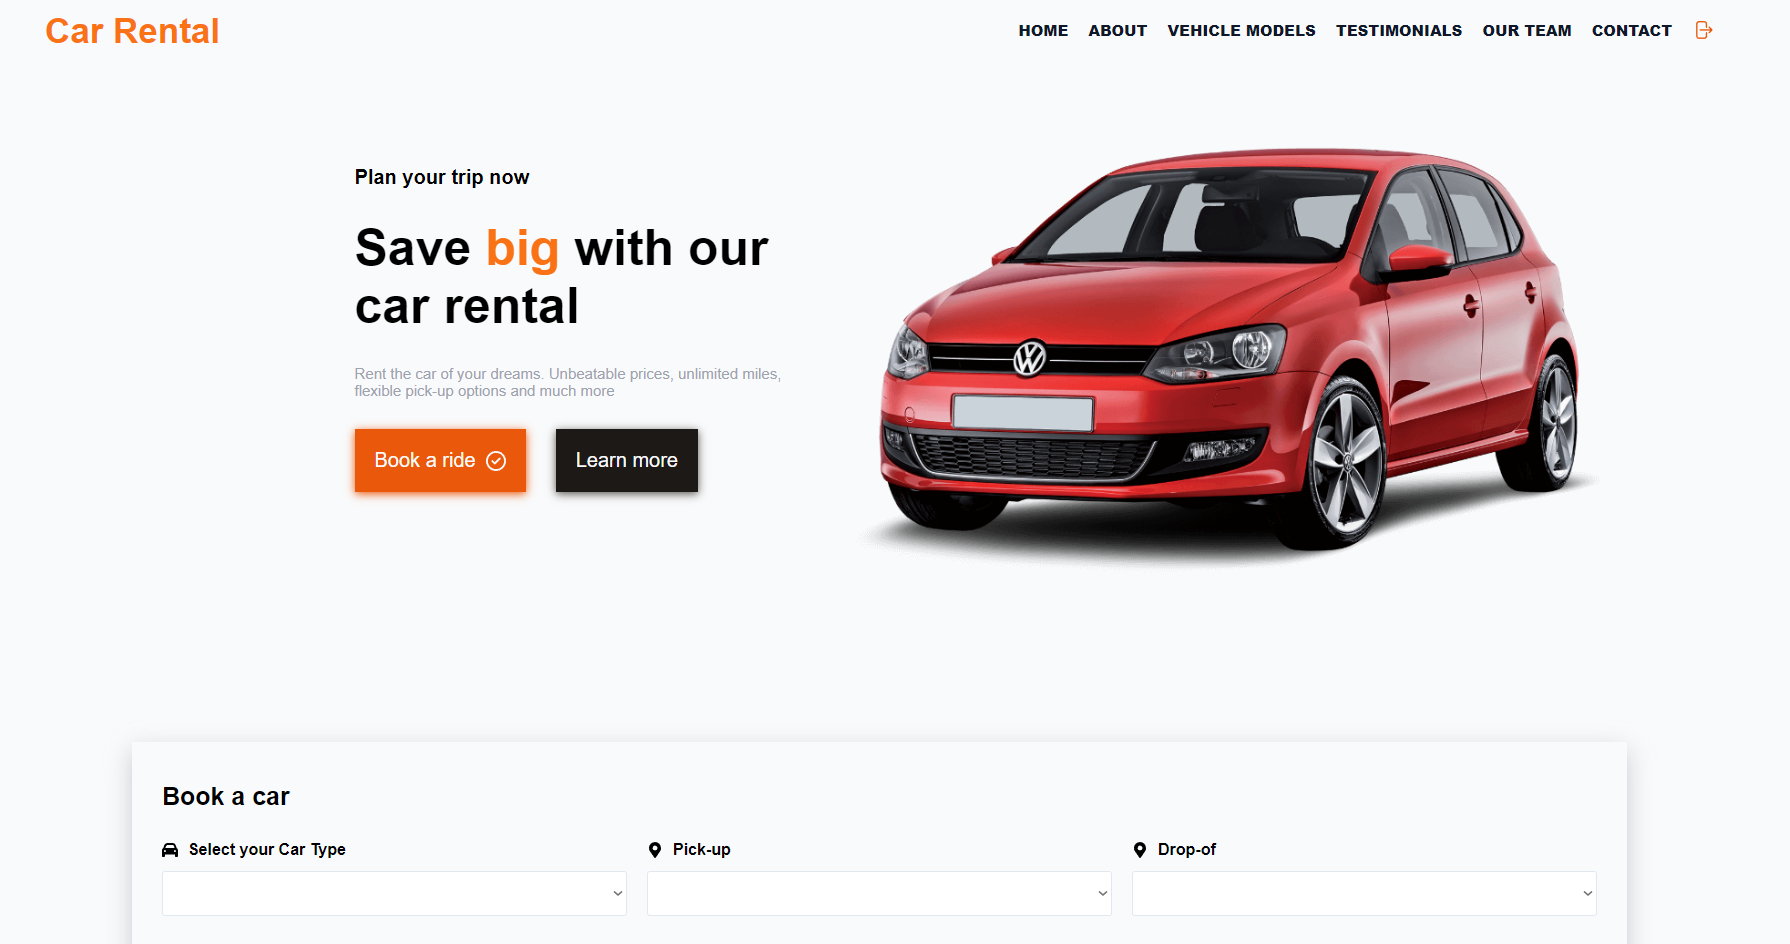 Car Rental
HOME ABOUT VEHICLE MODELS TESTIMONIALS OUR TEAM CONTACT
Plan your trip now
Save big with our
car rental
Rent the car of your dreams. Unbeatable prices, unlimited miles,
flexible pick-up options and much more
Book a ride
Learn more
Book a car
Select your Car Type
Pick-up
Drop-of